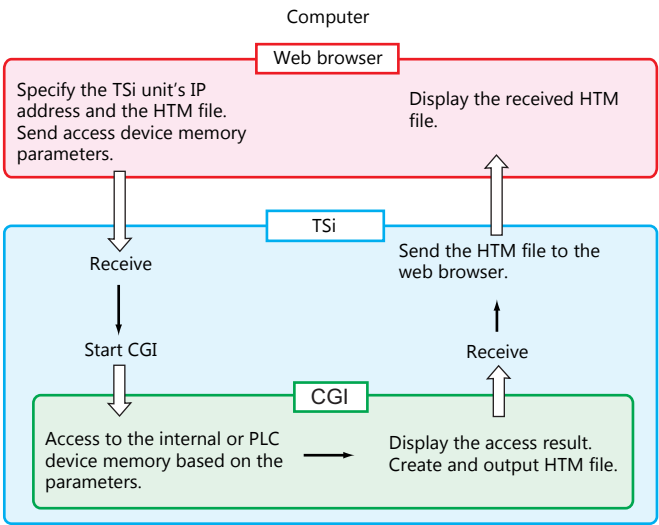 Computer
Web browser
Specify the TSi unit's IP
address and the HTM file.
Send access device memory
parameters.
Display the received HTM
file.
TSi
Receive
Start CGI
Send the HTM file to the
web browser.
Receive
CGI
Access to the internal or PLC
device memory based on the
parameters.
Display the access result.
Create and output HTM file.